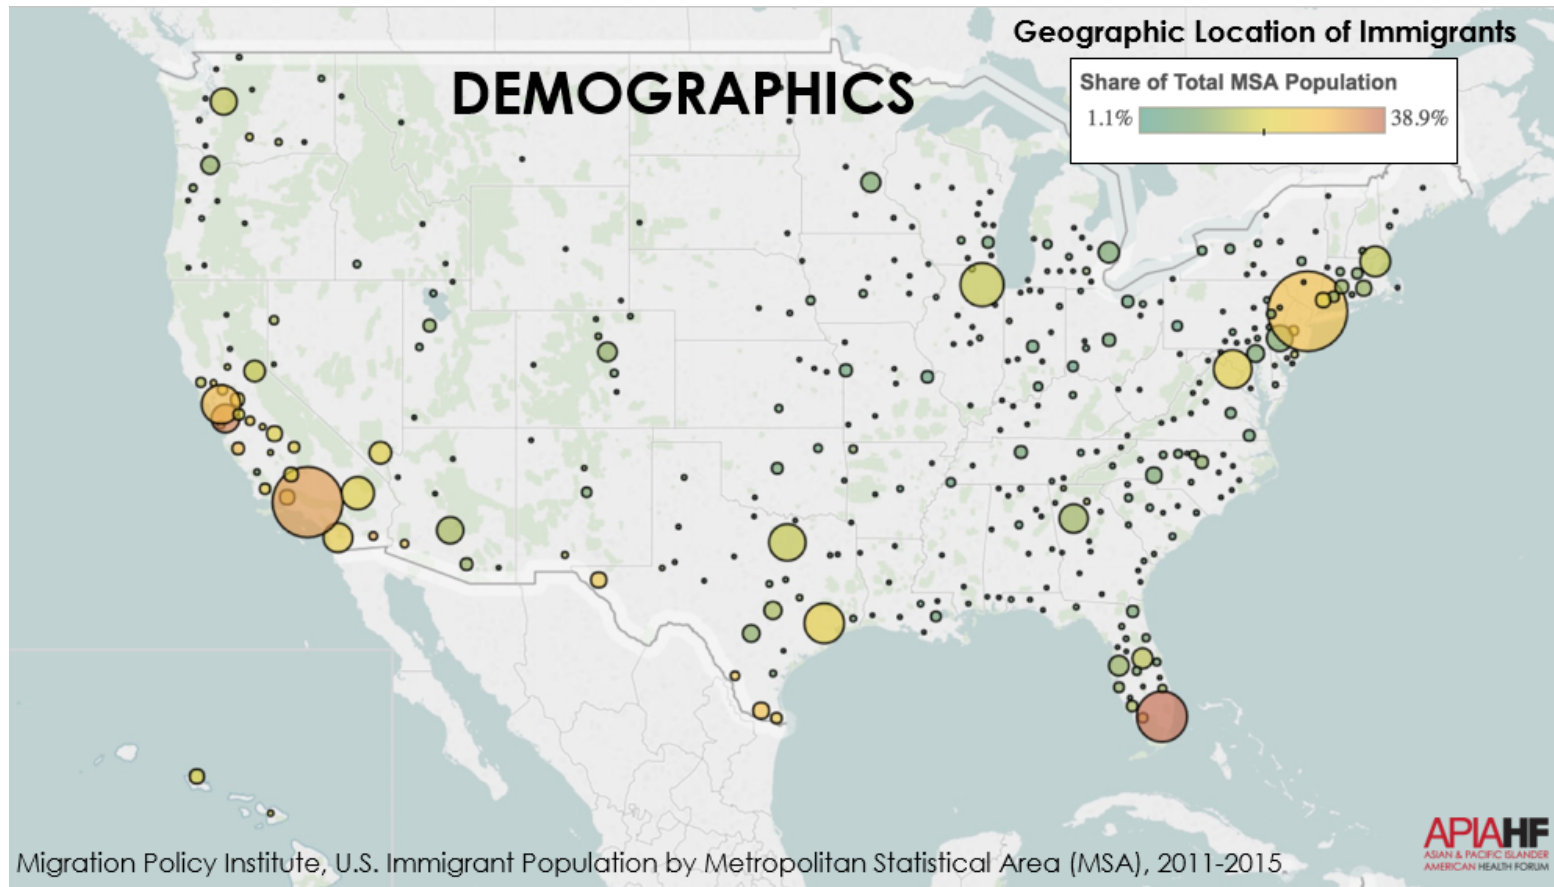 Geographic Location of Immigrants
DEMOGRAPHICS
Share of Total MSA Population
1.1% 38.9%
Migration Policy Institute, U.S. Immigrant Population by Metropolitan Statistical Area (MSA), 2011-2015
APIAHF
ASIAN & PACIFIC ISLANDER
AMERICAN HEALTH FORUM